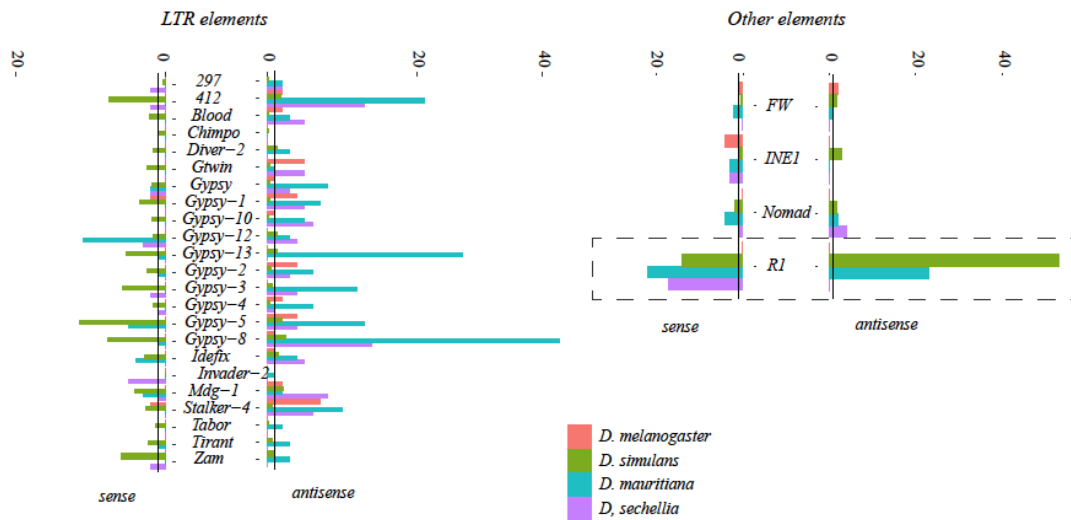 LTR elements
Other elements
20
0
0
20
40
20
0
0
20
40
297
412
Blood
Chimpo
Diver−2
Gtwin
Gypsy
Gypsy−1
Gypsy−10
Gypsy−12
Gypsy−13
Gypsy−2
Gypsy−3
Gypsy−4
Gypsy−5
Gypsy−8
Idefix
Invader−2
Mdg−1
Stalker−4
Tabor
Tirant
Zam
sense
antisense
FW
INE1
Nomad
R1
sense
antisense
D. melanogaster
D. simulans
D. mauritiana
D, sechellia